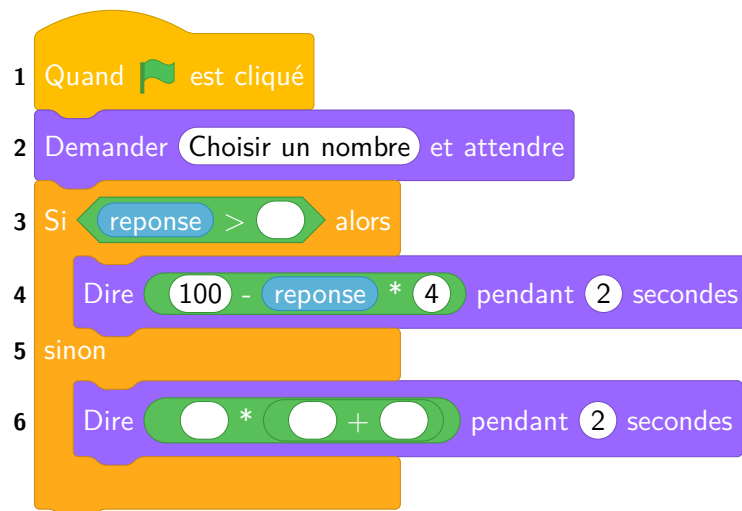 1 Quand est cliqué
2 Demander Choisir un nombre et attendre
3 Si reponse > alors
4 Dire 100 - reponse * 4 pendant 2 secondes
5 sinon
6 Dire * + pendant 2 secondes